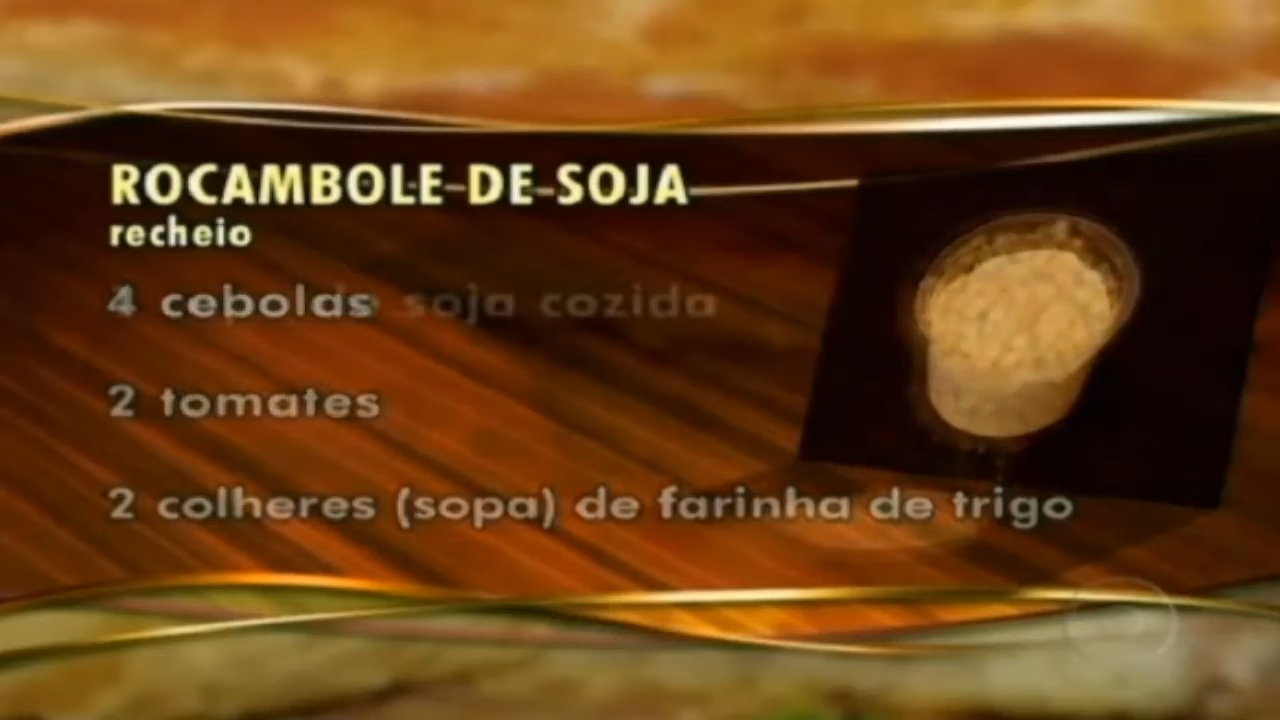 ROCAMBOLE DE SOJA
recheio
4 cebolas soja cozida
2 tomates
2 colheres (sopa) de farinha de trigo